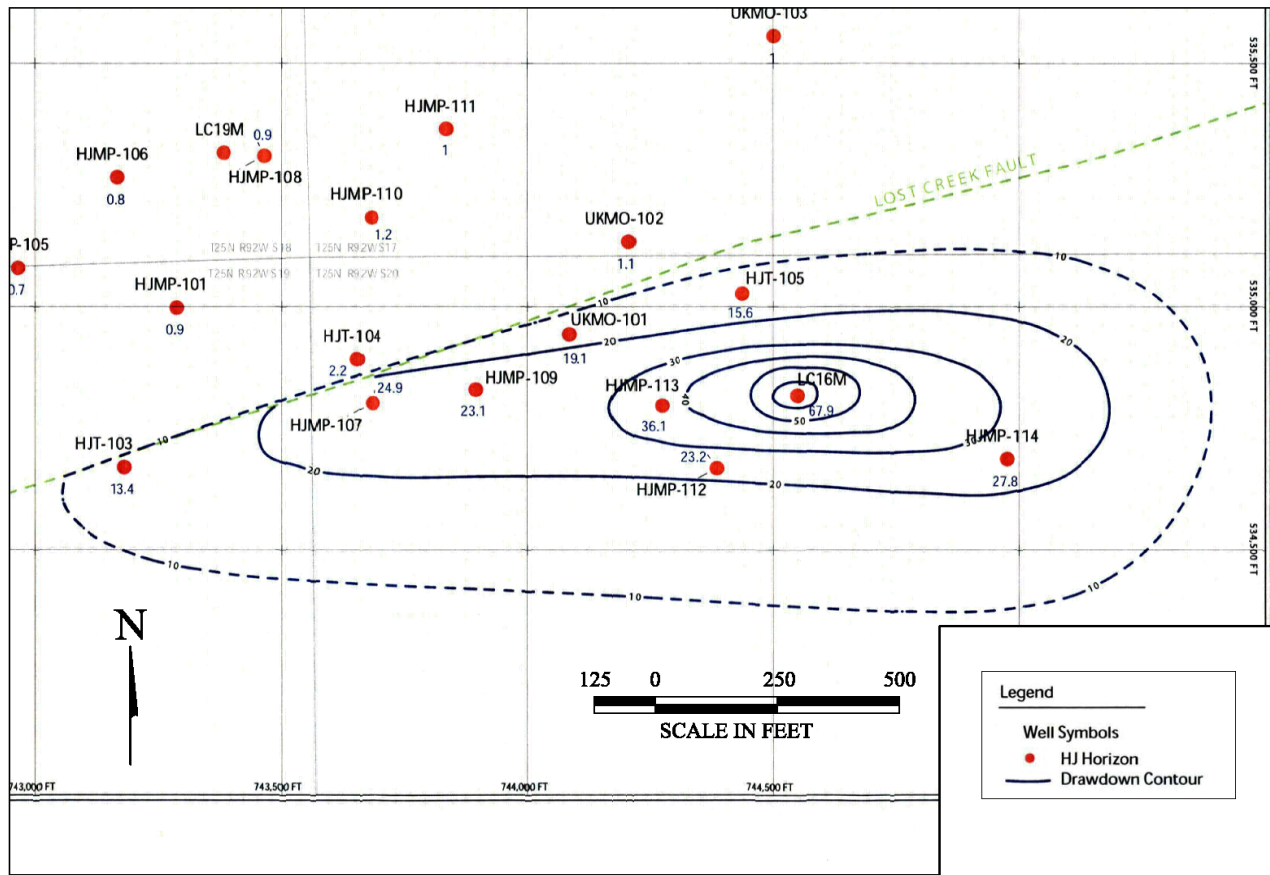 UKMO-103
1
535,500 FT
HJMP-111
1
LC19M
0.9
HJMP-108
HJMP-106
0.8
HJMP-110
1.2
LOST CREEK FAULT
UKMO-102
1.1
T25N R92W S18
T25N R92W S17
T25N R92W S19
T25N R92W S20
P-105
0.7
HJMP-101
0.9
10
10
HJT-105
15.6
535,000 FT
UKMO-101
19.1
20
20
HJT-104
2.2
24.9
HJMP-107
HJMP-109
23.1
30
HJMP-113
36.1
40
LC16M
67.9
50
30
HJMP-114
27.8
HJT-103
13.4
10
20
23.2
HJMP-112
20
10
10
10
534,500 FT
N
125 0 250 500
SCALE IN FEET
743,000 FT
743,500 FT
744,000 FT
744,500 FT
Legend
Well Symbols
HJ Horizon
Drawdown Contour